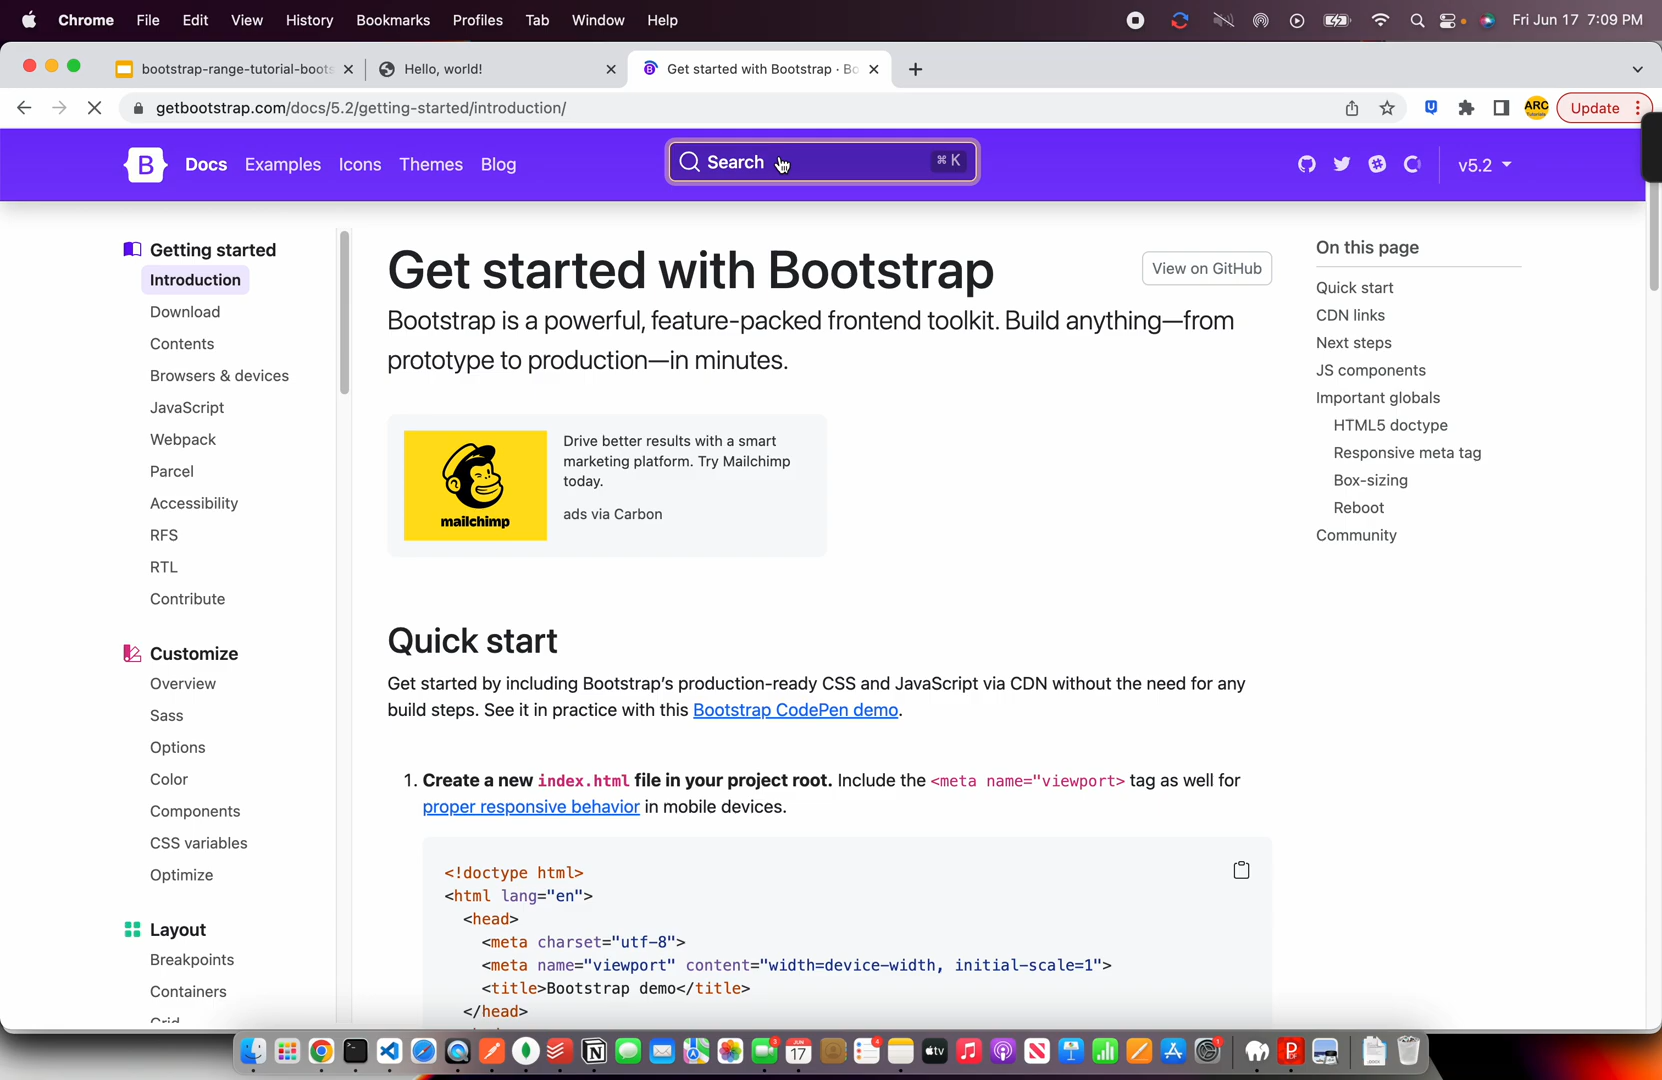 Chrome File Edit View History Bookmarks Profiles Tab Window Help Fri Jun 17 7:09 PM
bootstrap-range-tutorial-boots Hello, world! Get started with Bootstrap · Bo
getbootstrap.com/docs/5.2/getting-started/introduction/ ARC Update
B Docs Examples Icons Themes Blog Search ⌘ K v5.2
Getting started
Introduction
Download
Contents
Browsers & devices
JavaScript
Webpack
Parcel
Accessibility
RFS
RTL
Contribute
Customize
Overview
Sass
Options
Color
Components
CSS variables
Optimize
Layout
Breakpoints
Containers
Grid
Get started with Bootstrap
View on GitHub
Bootstrap is a powerful, feature-packed frontend toolkit. Build anything—from
prototype to production—in minutes.
mailchimp
Drive better results with a smart
marketing platform. Try Mailchimp
today.
ads via Carbon
Quick start
Get started by including Bootstrap's production-ready CSS and JavaScript via CDN without the need for any
build steps. See it in practice with this Bootstrap CodePen demo.
1. Create a new index.html file in your project root. Include the <meta name="viewport> tag as well for
proper responsive behavior in mobile devices.
<!doctype html>
<html lang="en">
<head>
<meta charset="utf-8">
<meta name="viewport" content="width=device-width, initial-scale=1">
<title>Bootstrap demo</title>
</head>
On this page
Quick start
CDN links
Next steps
JS components
Important globals
HTML5 doctype
Responsive meta tag
Box-sizing
Reboot
Community